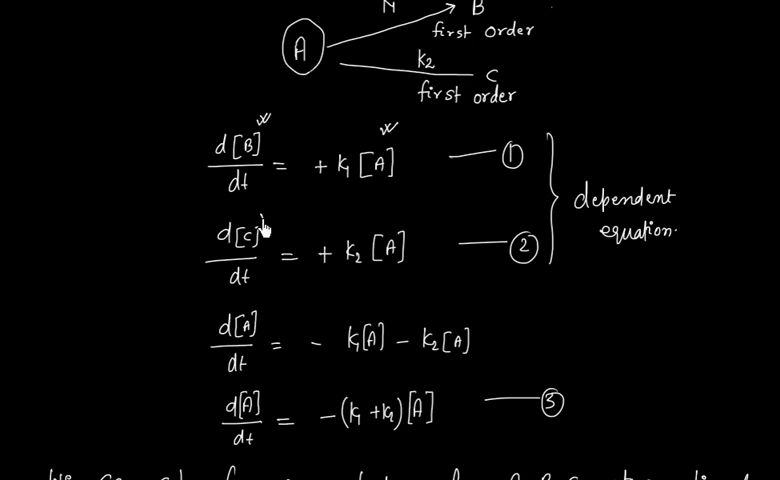 A
B
first order
k2
C
first order
d[B]/dt = + k1 [A] — 1
d[C]/dt = + k2 [A] — 2
dependent
equation.
d[A]/dt = - k1[A] - k2[A]
d[A]/dt = -(k1 + k2)[A] — 3